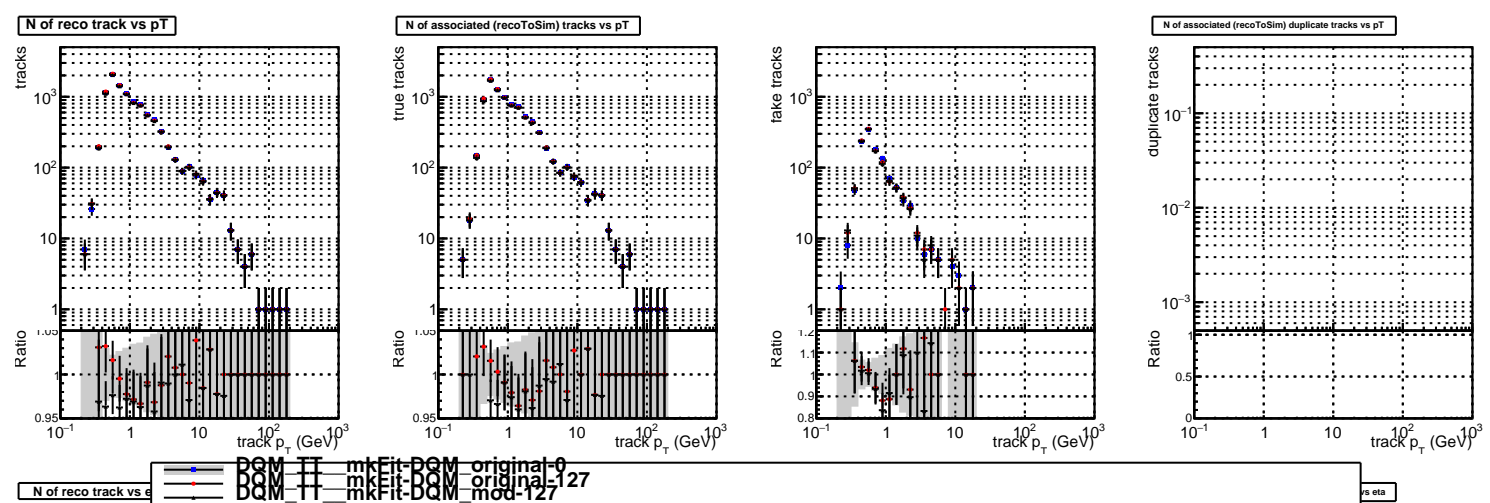 N of reco track vs pT
N of associated (recoToSim) tracks vs pT
N of associated (recoToSim) duplicate tracks vs pT
tracks
10³
10²
10
1
Ratio
1.05
1
0.95
10⁻¹ 1 10 10² 10³
track p_T (GeV)
true tracks
10³
10²
10
1
Ratio
1.05
1
0.95
10⁻¹ 1 10 10² 10³
track p_T (GeV)
fake tracks
10³
10²
10
1
Ratio
1.2
1.1
1
0.9
0.8
10⁻¹ 1 10 10² 10³
track p_T (GeV)
duplicate tracks
10⁻¹
10⁻²
10⁻³
Ratio
1
0.5
0
10⁻¹ 1 10 10² 10³
track p_T (GeV)
DQM_TT__mkFit-DQM_original-0
DQM_TT__mkFit-DQM_original-127
DQM_TT__mkFit-DQM_mod-127
N of reco track vs e
vs eta